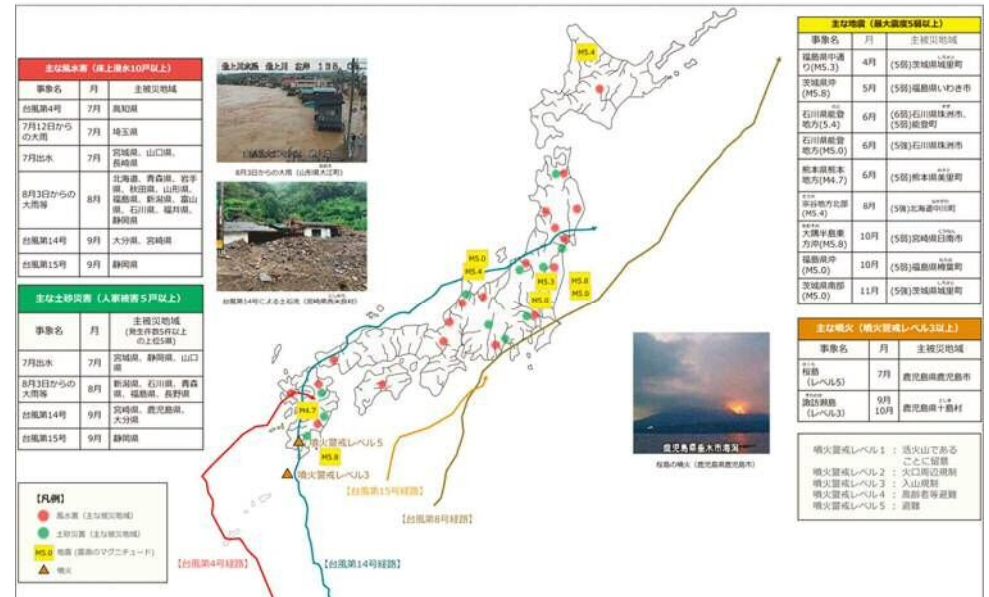 主な風水害(床上浸水10戸以上)
事象名 月 主被災地域
台風第4号 7月 高知県
7月12日から
の大雨 7月 埼玉県
7月出水 7月 宮城県、山口県、
長崎県
8月3日からの
大雨等 8月 北海道、青森県、岩手
県、秋田県、山形県、
福島県、新潟県、富山
県、石川県、福井県、
静岡県
台風第14号 9月 大分県、宮崎県
台風第15号 9月 静岡県
主な土砂災害(人家被害5戸以上)
事象名 月 主被災地域
(発生件数5件以上
の上位5県)
7月出水 7月 宮城県、静岡県、山口
県
8月3日からの
大雨等 8月 新潟県、石川県、青森
県、福島県、長野県
台風第14号 9月 宮崎県、鹿児島県、
大分県
台風第15号 9月 静岡県
【凡例】
風水害(主な被災地域)
土砂災害(主な被災地域)
M5.0 地震(震源のマグニチュード)
噴火
最上川水系 最上川 左岸
8月3日からの大雨(山形県大江町)
台風第14号による土石流(宮崎県西米良村)
M5.4
M5.0
M5.4
M5.3
M5.8
M5.0
M5.0
M4.7
噴火警戒レベル5
M5.8
噴火警戒レベル3
【台風第15号経路】
【台風第8号経路】
【台風第4号経路】
【台風第14号経路】
鹿児島県垂水市海潟
桜島の噴火(鹿児島県鹿児島市)
主な地震(最大震度5弱以上)
事象名 月 主被災地域
福島県中通
り(M5.3) 4月 (5弱)茨城県城里町
茨城県沖
(M5.8) 5月 (5弱)福島県いわき市
石川県能登
地方(5.4) 6月 (6弱)石川県珠洲市、
(5弱)能登町
石川県能登
地方(M5.0) 6月 (5強)石川県珠洲市
熊本県熊本
地方(M4.7) 6月 (5弱)熊本県美里町
宗谷地方北部
(M5.4) 8月 (5強)北海道中川町
大隅半島東
方沖(M5.8) 10月 (5弱)宮崎県日南市
福島県沖
(M5.0) 10月 (5弱)福島県楢葉町
茨城県南部
(M5.0) 11月 (5強)茨城県城里町
主な噴火(噴火警戒レベル3以上)
事象名 月 主被災地域
桜島
(レベル5) 7月 鹿児島県鹿児島市
諏訪瀬島
(レベル3) 9月
10月 鹿児島県十島村
噴火警戒レベル1 : 活火山である
ことに留意
噴火警戒レベル2 : 火口周辺規制
噴火警戒レベル3 : 入山規制
噴火警戒レベル4 : 高齢者等避難
噴火警戒レベル5 : 避難